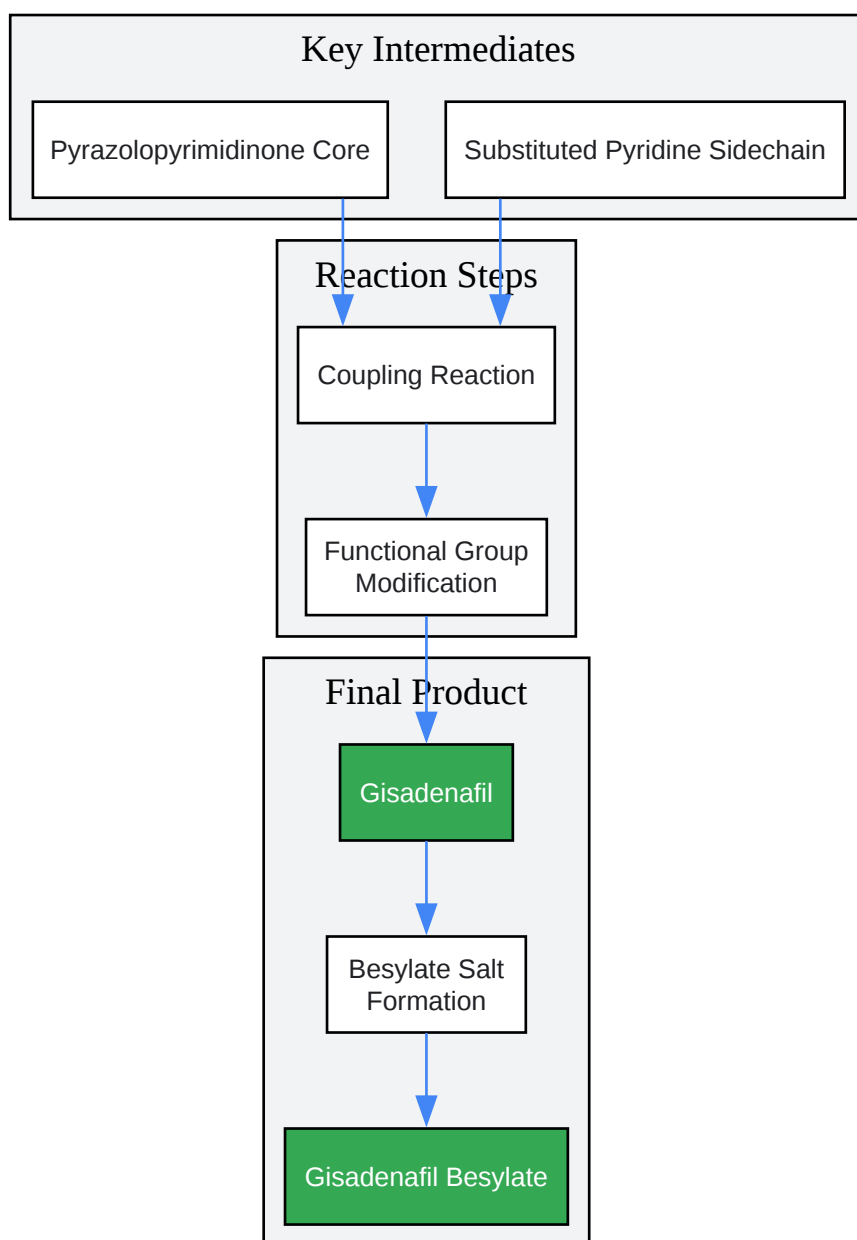 Key Intermediates
Pyrazolopyrimidinone Core
Substituted Pyridine Sidechain
Reaction Steps
Coupling Reaction
Functional Group
Modification
Final Product
Gisadenafil
Besylate Salt
Formation
Gisadenafil Besylate